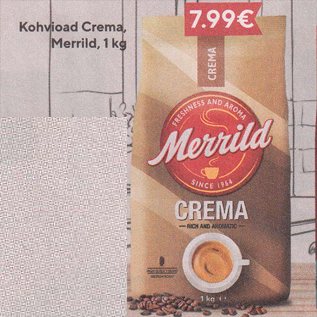 Kohvioad Crema,
Merrild, 1 kg
7.99€
CREMA
FRESHNESS AND AROMA
Merrild
SINCE 1964
CREMA
RICH AND AROMATIC
1 kg